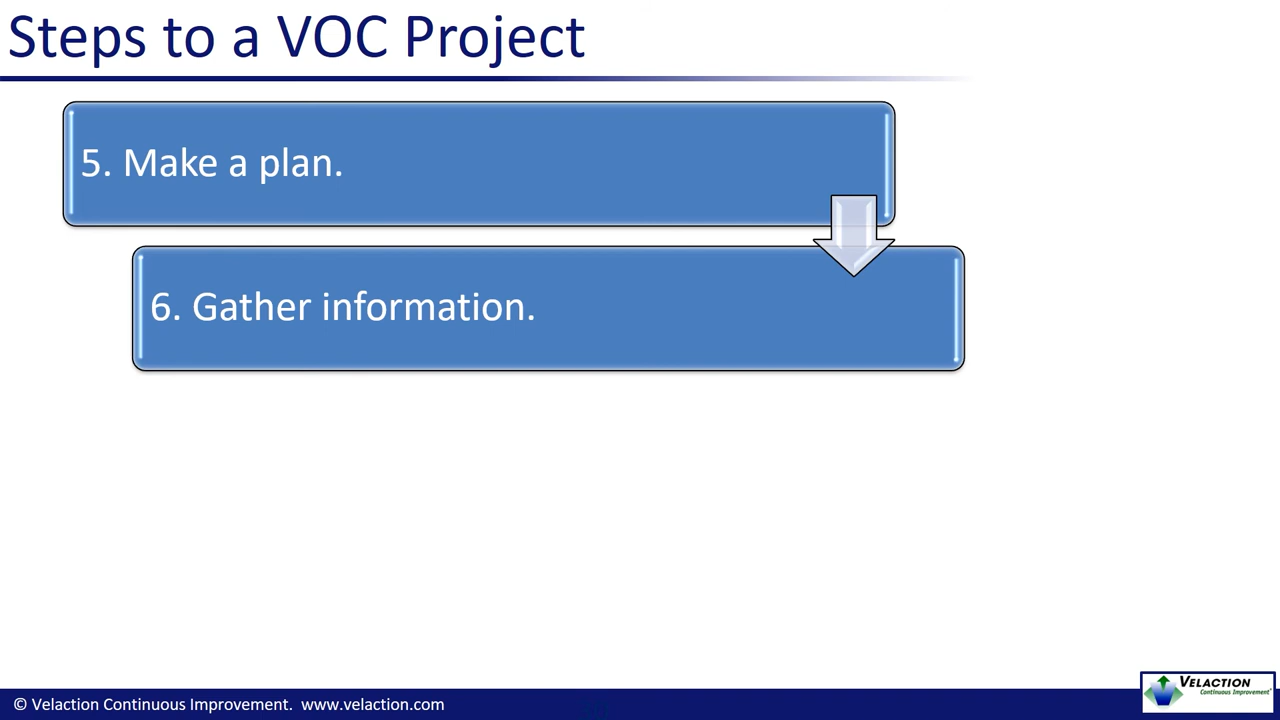 Steps to a VOC Project
5. Make a plan.
6. Gather information.
© Velaction Continuous Improvement. www.velaction.com
VELACTION
Continuous Improvement